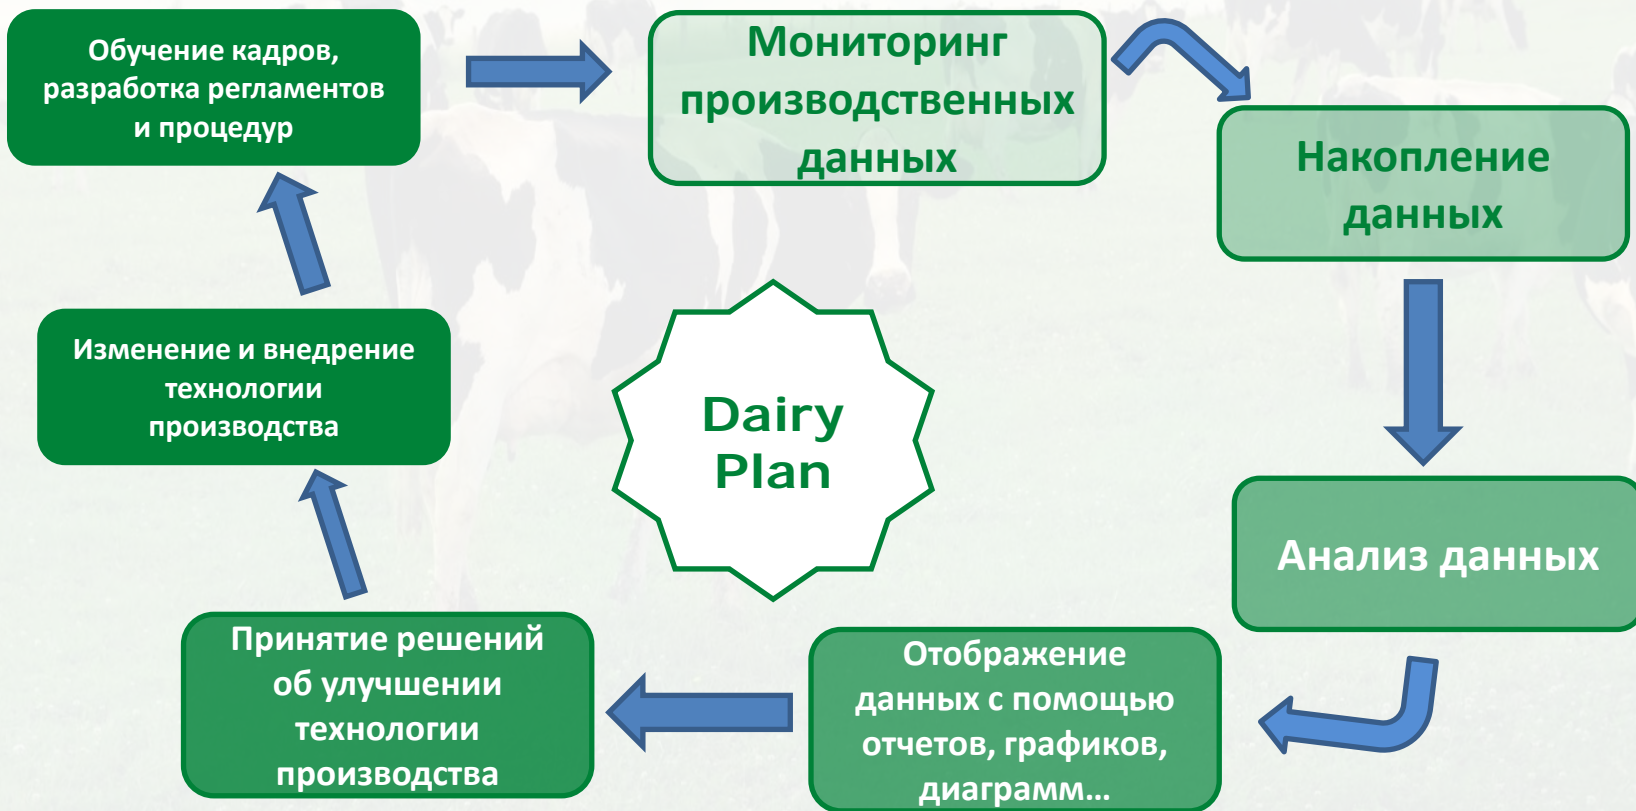 Обучение кадров,
разработка регламентов
и процедур
Мониторинг
производственных
данных
Накопление
данных
Анализ данных
Отображение
данных с помощью
отчетов, графиков,
диаграмм...
Принятие решений
об улучшении
технологии
производства
Изменение и внедрение
технологии
производства
Dairy
Plan